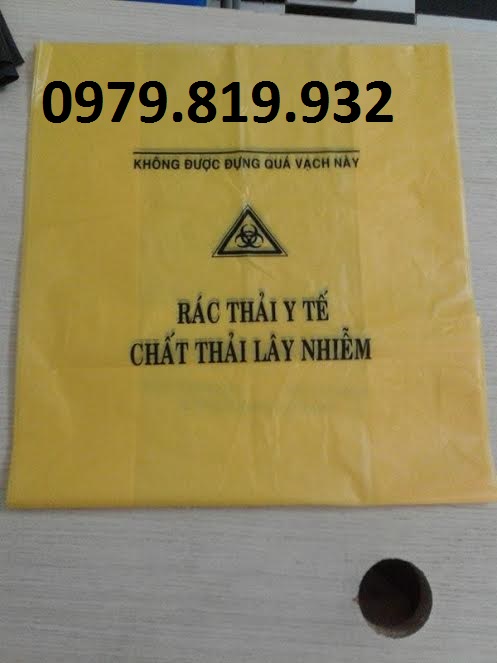 0979.819.932
KHÔNG ĐƯỢC ĐỰNG QUÁ VẠCH NÀY
RÁC THẢI Y TẾ
CHẤT THẢI LÂY NHIỄM